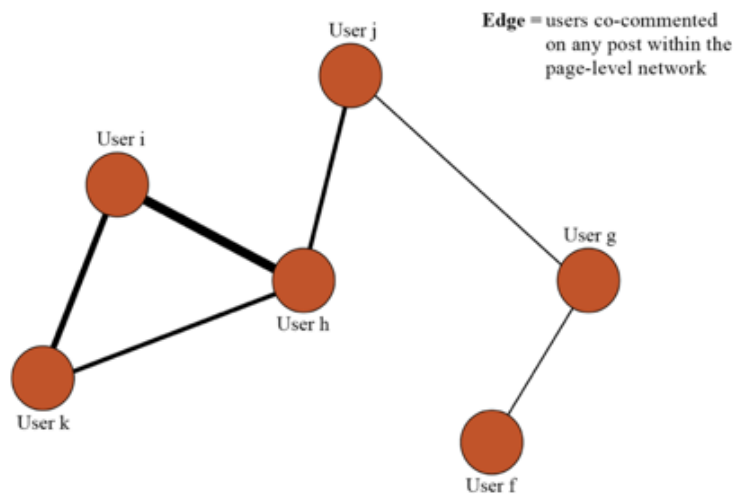 User j
Edge = users co-commented
on any post within the
page-level network
User i
User g
User h
User k
User f